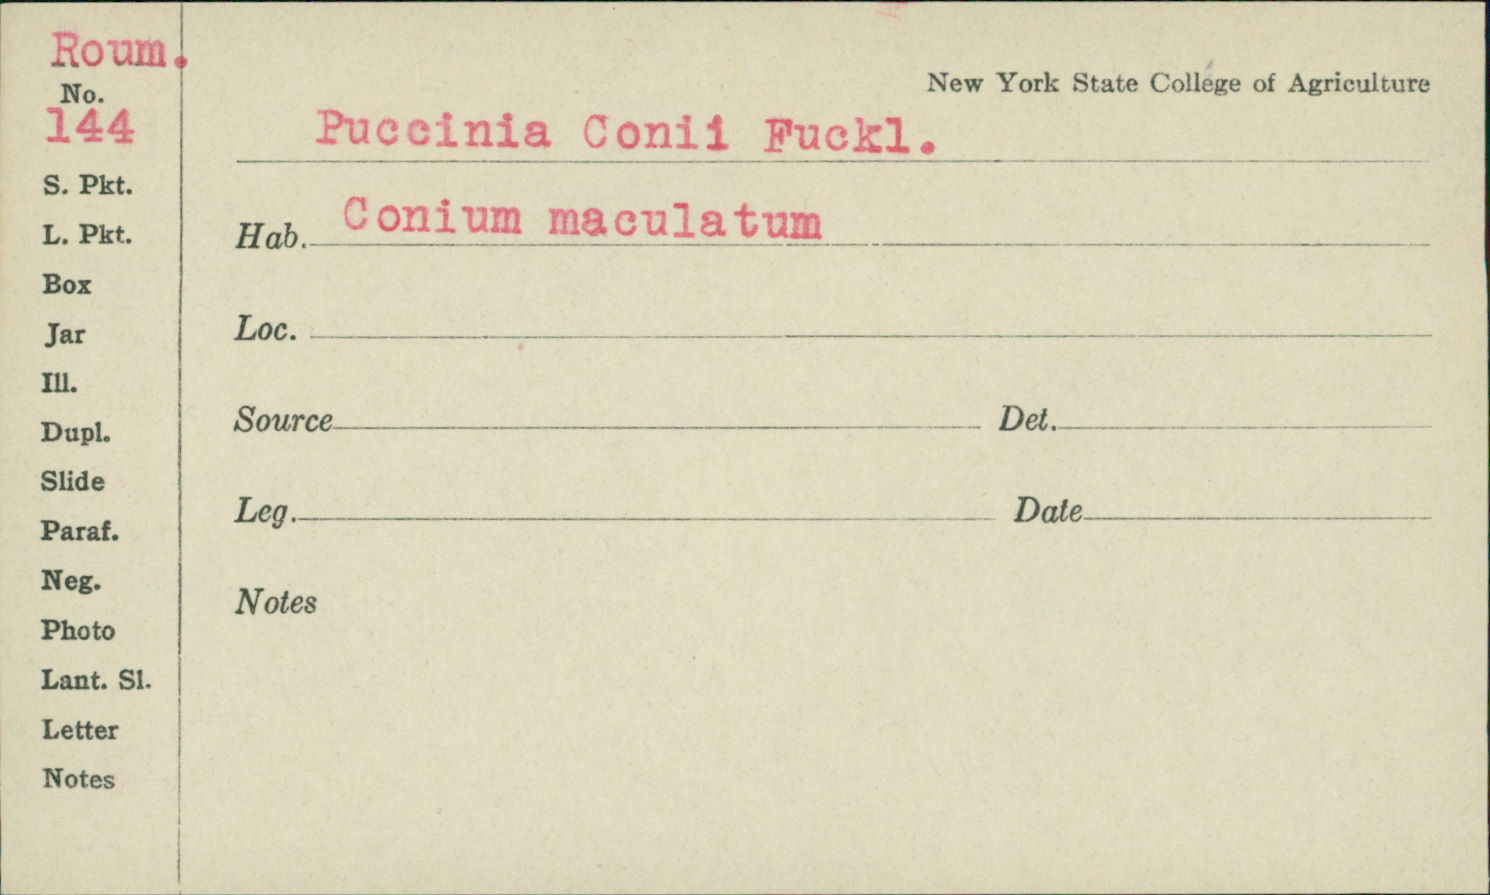 Roum.
No.
144
New York State College of Agriculture
Puccinia Conii Fuckl.
Hab. Conium maculatum
Loc.
Source Det.
Leg. Date
Notes
S. Pkt.
L. Pkt.
Box
Jar
Ill.
Dupl.
Slide
Paraf.
Neg.
Photo
Lant. Sl.
Letter
Notes